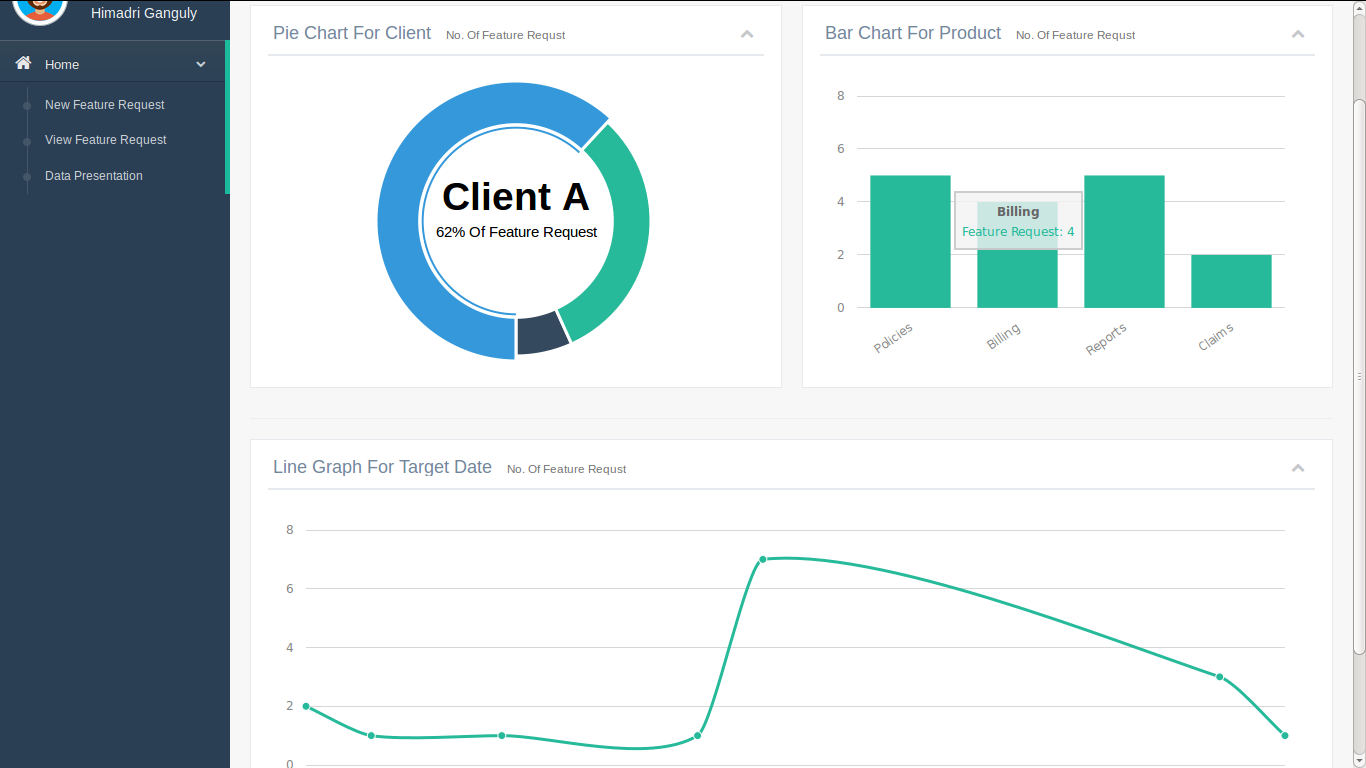 Himadri Ganguly
Home
New Feature Request
View Feature Request
Data Presentation
Pie Chart For Client No. Of Feature Requst
Client A
62% Of Feature Request
Bar Chart For Product No. Of Feature Requst
8
6
4
2
0
Billing
Feature Request: 4
Policies
Billing
Reports
Claims
Line Graph For Target Date No. Of Feature Requst
8
6
4
2
0